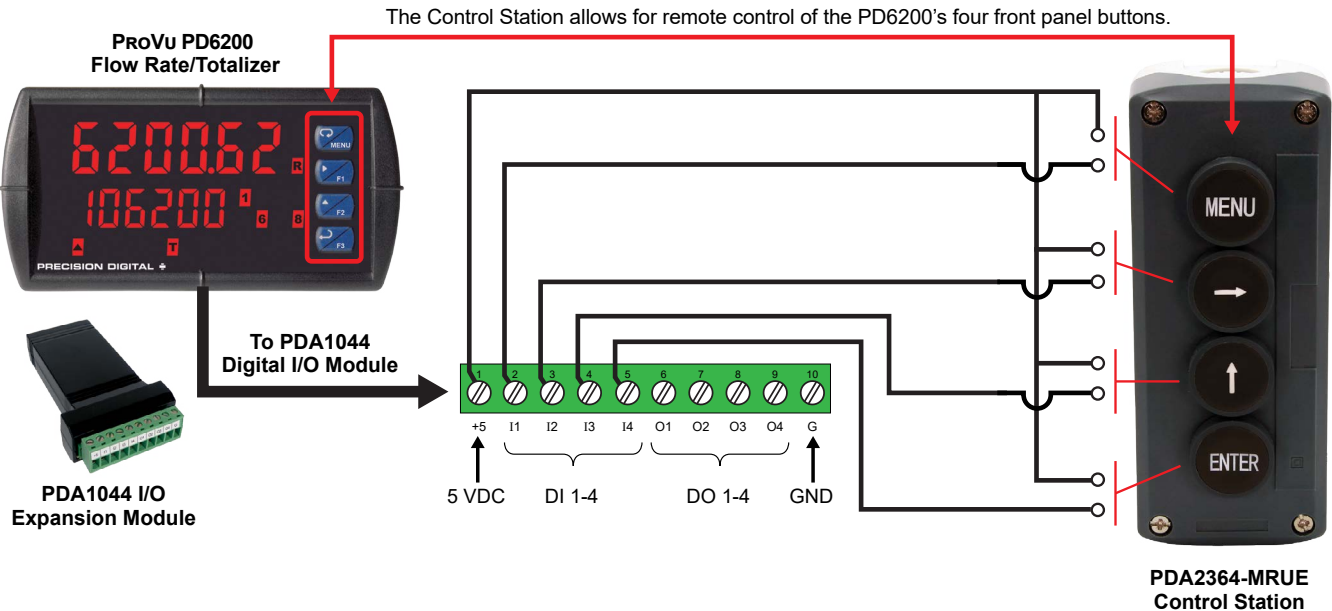 The Control Station allows for remote control of the PD6200's four front panel buttons.
PROVU PD6200
Flow Rate/Totalizer
6200.62
R
106200
1
6
8
T
MENU
F1
F2
F3
PRECISION DIGITAL
To PDA1044
Digital I/O Module
PDA1044 I/O
Expansion Module
1 2 3 4 5 6 7 8 9 10
+5 I1 I2 I3 I4 O1 O2 O3 O4 G
5 VDC DI 1-4 DO 1-4 GND
MENU
→
↑
ENTER
PDA2364-MRUE
Control Station